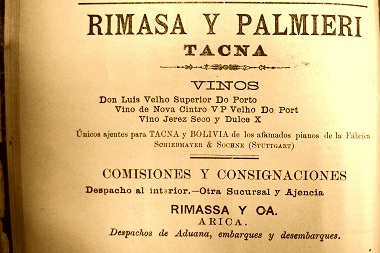 RIMASA Y PALMIERI
TACNA
VINOS
Don Luis Velho Superior Do Porto
Vino de Nova Cintro V P Velho Do Port
Vino Jerez Seco y Dulce X
Únicos ajentes para TACNA y BOLIVIA de los afamados pianos de la Fábrica
SCHIEDMAYER & SOCHNE (STUTTGART)
COMISIONES Y CONSIGNACIONES
Despacho al interior.—Otra Sucursal y Ajencia
RIMASSA Y OA.
ARICA.
Despachos de Aduana, embarques y desembarques.